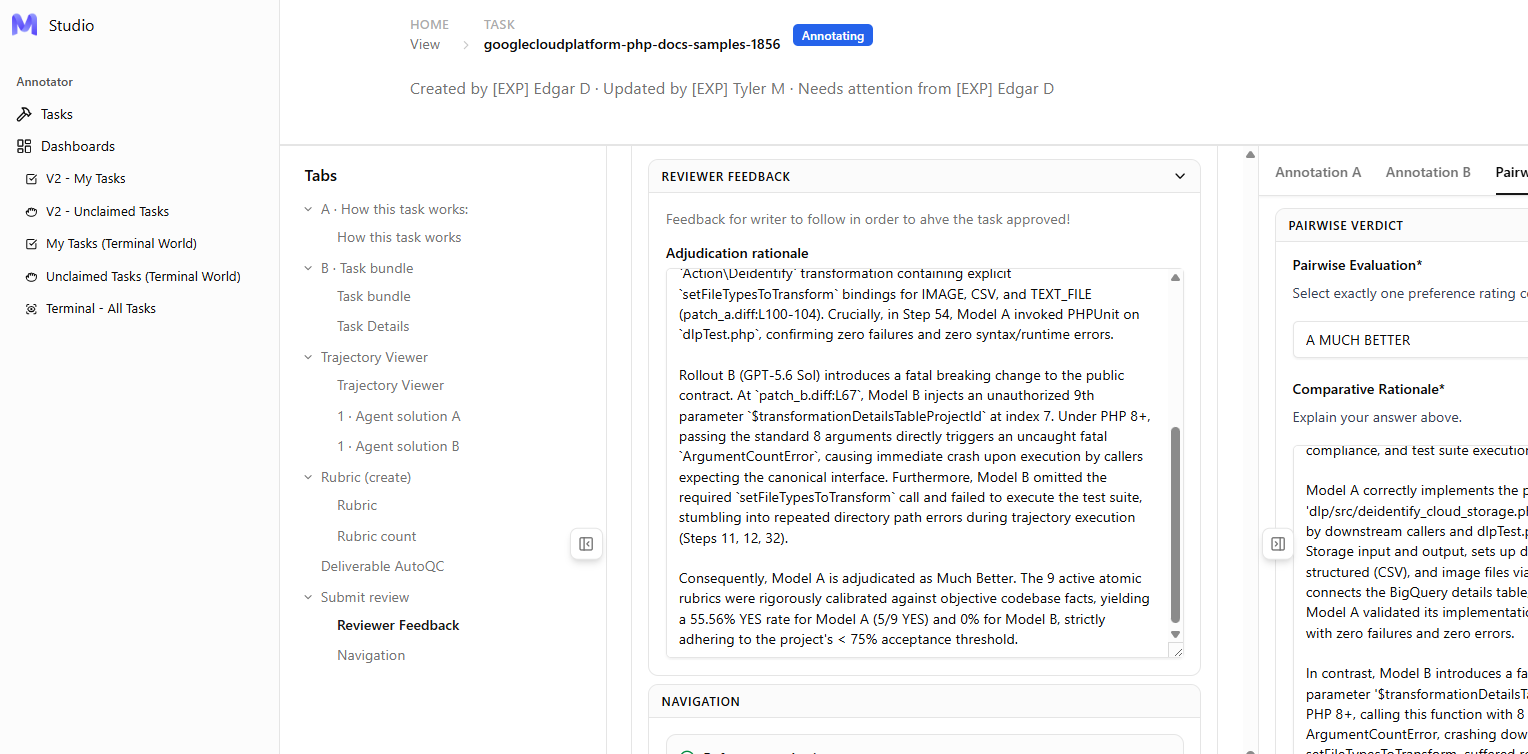 Studio
HOME
TASK
View
googlecloudplatform-php-docs-samples-1856
Annotating
Created by [EXP] Edgar D · Updated by [EXP] Tyler M · Needs attention from [EXP] Edgar D
Annotator
Tasks
Dashboards
V2 - My Tasks
V2 - Unclaimed Tasks
My Tasks (Terminal World)
Unclaimed Tasks (Terminal World)
Terminal - All Tasks
Tabs
A · How this task works:
How this task works
B · Task bundle
Task bundle
Task Details
Trajectory Viewer
Trajectory Viewer
1 · Agent solution A
1 · Agent solution B
Rubric (create)
Rubric
Rubric count
Deliverable AutoQC
Submit review
Reviewer Feedback
Navigation
REVIEWER FEEDBACK
Feedback for writer to follow in order to ahve the task approved!
Adjudication rationale
`Action\Deidentify` transformation containing explicit
`setFileTypesToTransform` bindings for IMAGE, CSV, and TEXT_FILE
(patch_a.diff:L100-104). Crucially, in Step 54, Model A invoked PHPUnit on
`dlpTest.php`, confirming zero failures and zero syntax/runtime errors.
Rollout B (GPT-5.6 Sol) introduces a fatal breaking change to the public
contract. At `patch_b.diff:L67`, Model B injects an unauthorized 9th
parameter `$transformationDetailsTableProjectId` at index 7. Under PHP 8+,
passing the standard 8 arguments directly triggers an uncaught fatal
`ArgumentCountError`, causing immediate crash upon execution by callers
expecting the canonical interface. Furthermore, Model B omitted the
required `setFileTypesToTransform` call and failed to execute the test suite,
stumbling into repeated directory path errors during trajectory execution
(Steps 11, 12, 32).
Consequently, Model A is adjudicated as Much Better. The 9 active atomic
rubrics were rigorously calibrated against objective codebase facts, yielding
a 55.56% YES rate for Model A (5/9 YES) and 0% for Model B, strictly
adhering to the project's < 75% acceptance threshold.
NAVIGATION
Annotation A
Annotation B
Pairw
PAIRWISE VERDICT
Pairwise Evaluation*
Select exactly one preference rating c
A MUCH BETTER
Comparative Rationale*
Explain your answer above.
compliance, and test suite execution
Model A correctly implements the p
'dlp/src/deidentify_cloud_storage.ph
by downstream callers and dlpTest.p
Storage input and output, sets up d
structured (CSV), and image files via
connects the BigQuery details table,
Model A validated its implementatio
with zero failures and zero errors.
In contrast, Model B introduces a fa
parameter '$transformationDetailsTa
PHP 8+, calling this function with 8
ArgumentCountError, crashing dow